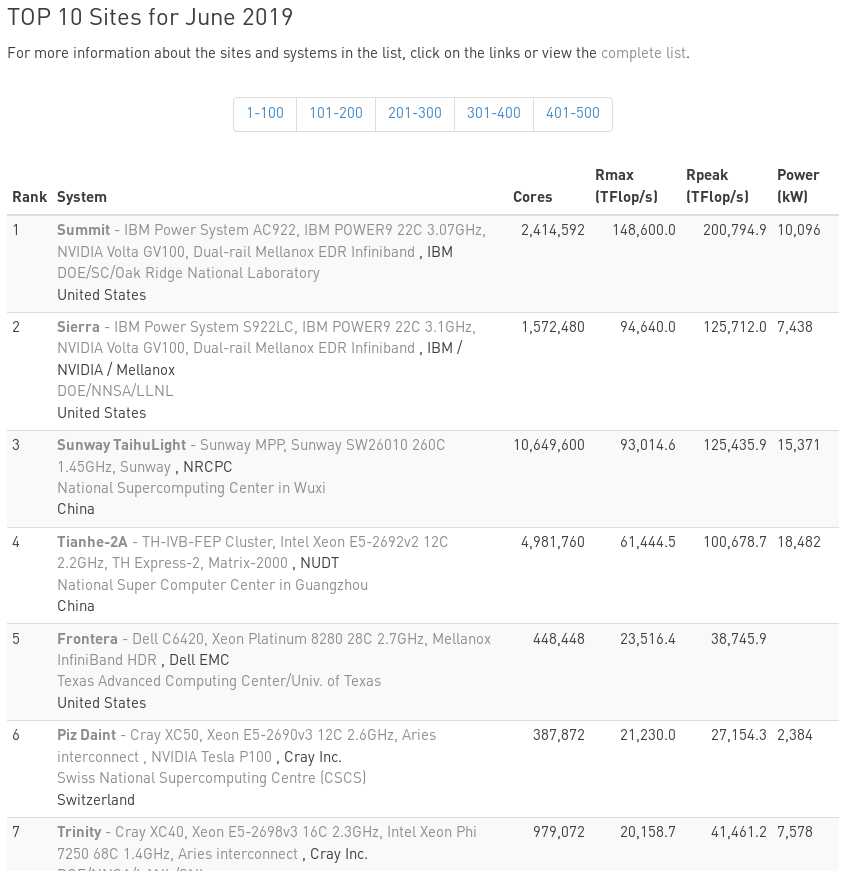 TOP 10 Sites for June 2019
For more information about the sites and systems in the list, click on the links or view the complete list.
1-100 101-200 201-300 301-400 401-500
Rank System Cores Rmax (TFlop/s) Rpeak (TFlop/s) Power (kW)
1 Summit - IBM Power System AC922, IBM POWER9 22C 3.07GHz, 2,414,592 148,600.0 200,794.9 10,096
NVIDIA Volta GV100, Dual-rail Mellanox EDR Infiniband , IBM
DOE/SC/Oak Ridge National Laboratory
United States
2 Sierra - IBM Power System S922LC, IBM POWER9 22C 3.1GHz, 1,572,480 94,640.0 125,712.0 7,438
NVIDIA Volta GV100, Dual-rail Mellanox EDR Infiniband , IBM /
NVIDIA / Mellanox
DOE/NNSA/LLNL
United States
3 Sunway TaihuLight - Sunway MPP, Sunway SW26010 260C 10,649,600 93,014.6 125,435.9 15,371
1.45GHz, Sunway , NRCPC
National Supercomputing Center in Wuxi
China
4 Tianhe-2A - TH-IVB-FEP Cluster, Intel Xeon E5-2692v2 12C 4,981,760 61,444.5 100,678.7 18,482
2.2GHz, TH Express-2, Matrix-2000 , NUDT
National Super Computer Center in Guangzhou
China
5 Frontera - Dell C6420, Xeon Platinum 8280 28C 2.7GHz, Mellanox 448,448 23,516.4 38,745.9
InfiniBand HDR , Dell EMC
Texas Advanced Computing Center/Univ. of Texas
United States
6 Piz Daint - Cray XC50, Xeon E5-2690v3 12C 2.6GHz, Aries 387,872 21,230.0 27,154.3 2,384
interconnect , NVIDIA Tesla P100 , Cray Inc.
Swiss National Supercomputing Centre (CSCS)
Switzerland
7 Trinity - Cray XC40, Xeon E5-2698v3 16C 2.3GHz, Intel Xeon Phi 979,072 20,158.7 41,461.2 7,578
7250 68C 1.4GHz, Aries interconnect , Cray Inc.